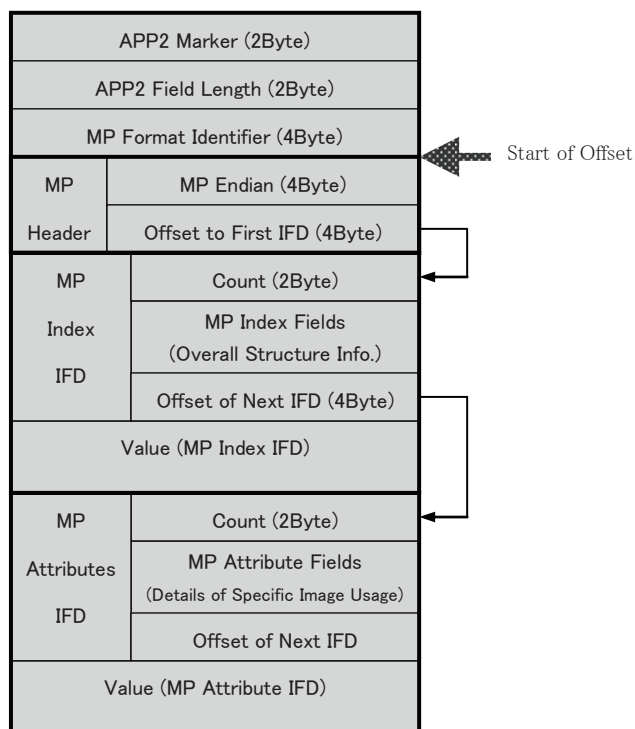 APP2 Marker (2Byte)
APP2 Field Length (2Byte)
MP Format Identifier (4Byte)
Start of Offset
MP
Header
MP Endian (4Byte)
Offset to First IFD (4Byte)
MP
Index
IFD
Count (2Byte)
MP Index Fields
(Overall Structure Info.)
Offset of Next IFD (4Byte)
Value (MP Index IFD)
MP
Attributes
IFD
Count (2Byte)
MP Attribute Fields
(Details of Specific Image Usage)
Offset of Next IFD
Value (MP Attribute IFD)